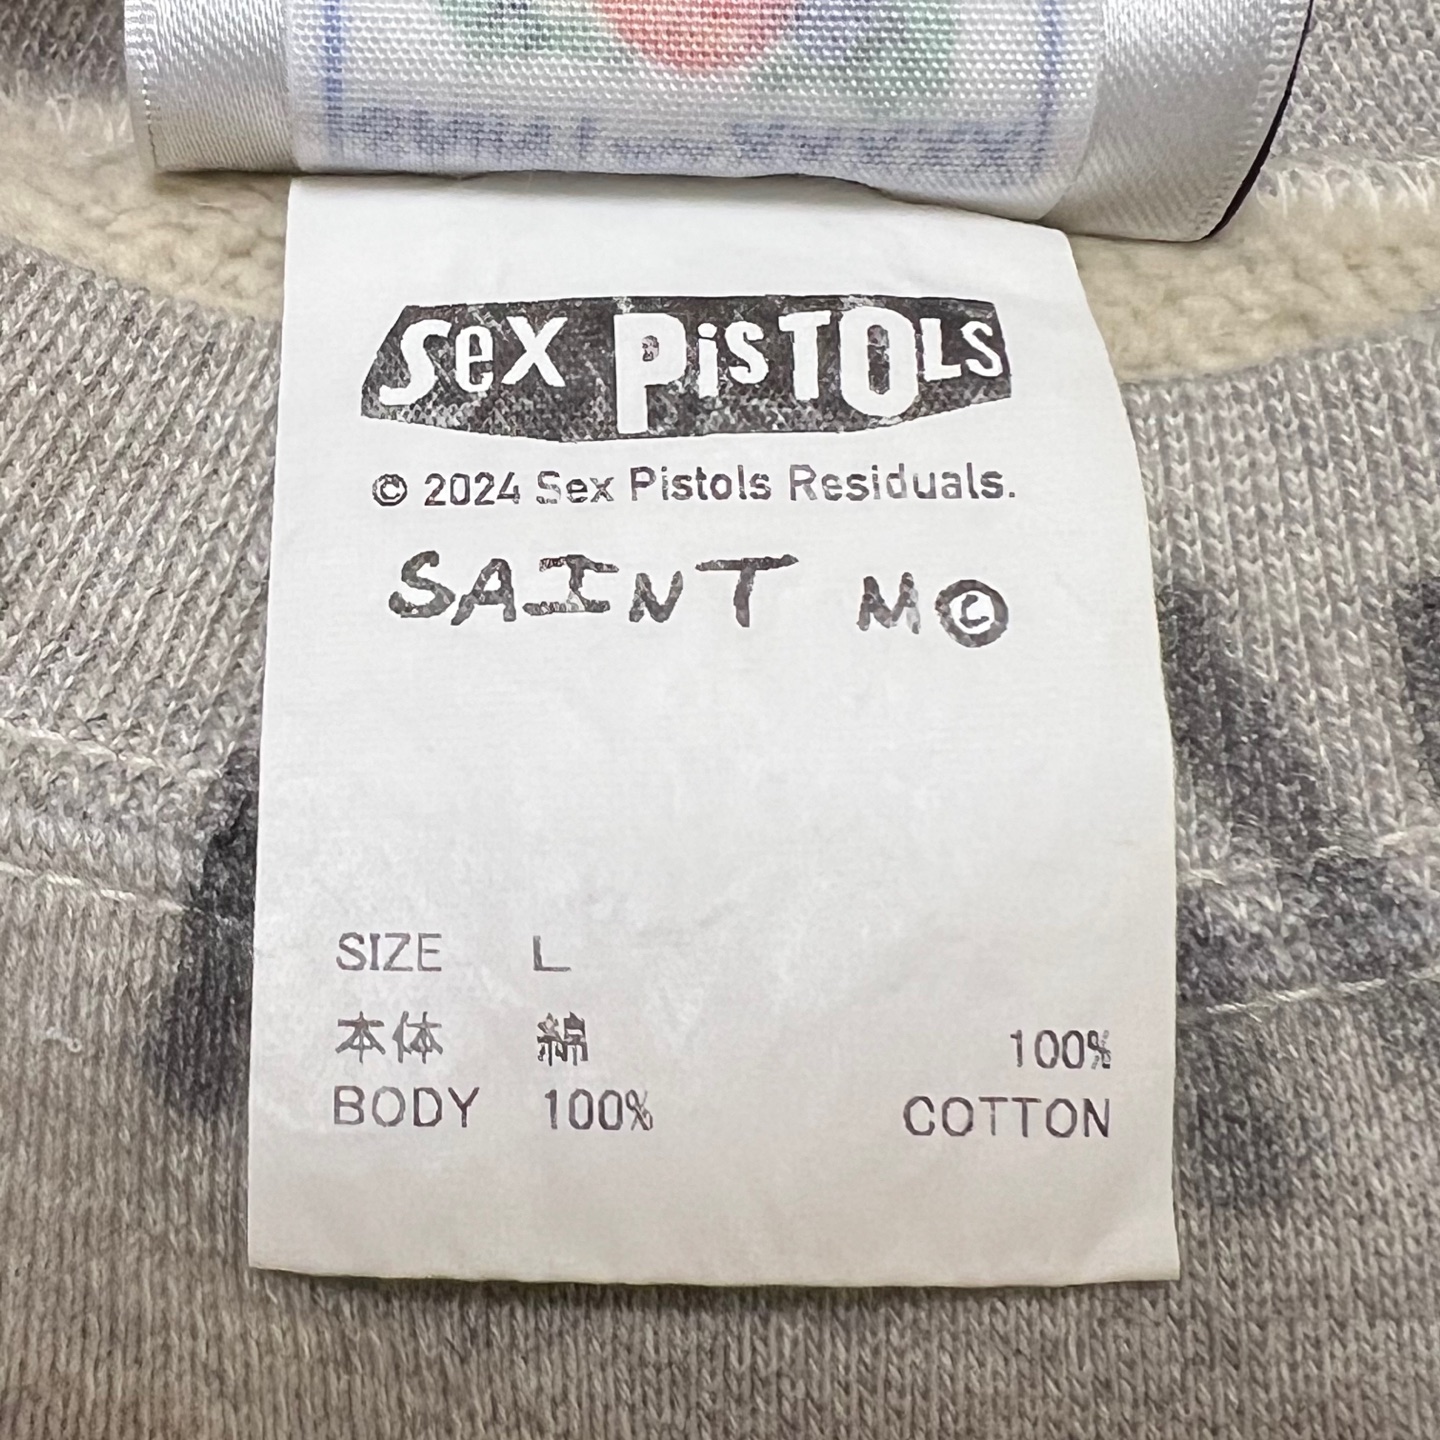 Sex PiSTOLS
© 2024 Sex Pistols Residuals.
SAINT M©
SIZE L
本体 綿 100%
BODY 100% COTTON